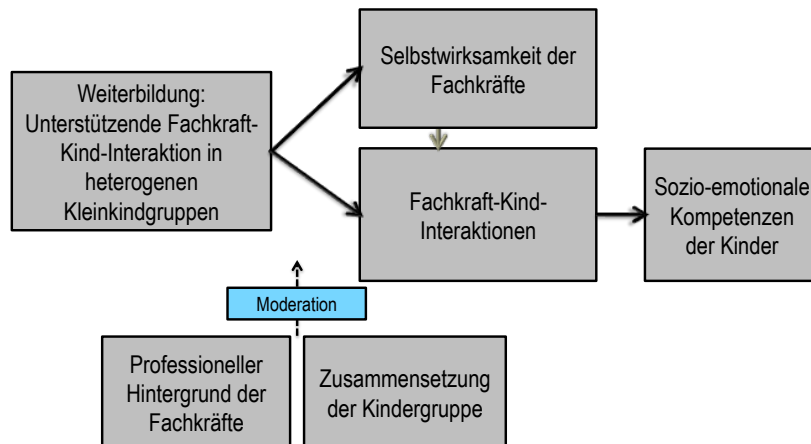 Weiterbildung:
Unterstützende Fachkraft-
Kind-Interaktion in
heterogenen
Kleinkindgruppen
Selbstwirksamkeit der
Fachkräfte
Fachkraft-Kind-
Interaktionen
Sozio-emotionale
Kompetenzen
der Kinder
Moderation
Professioneller
Hintergrund der
Fachkräfte
Zusammensetzung
der Kindergruppe